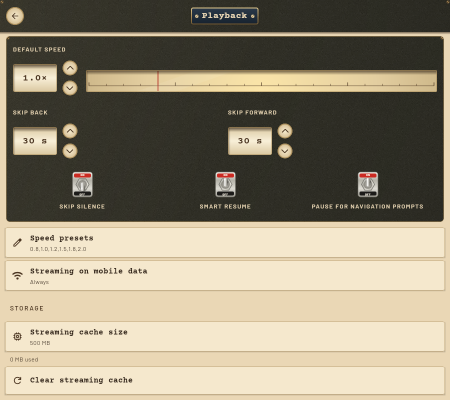 Playback
DEFAULT SPEED
1.0×
SKIP BACK
SKIP FORWARD
30 s
30 s
SKIP SILENCE
SMART RESUME
PAUSE FOR NAVIGATION PROMPTS
Speed presets
0.8,1.0,1.2,1.5,1.8,2.0
Streaming on mobile data
Always
STORAGE
Streaming cache size
500 MB
0 MB used
Clear streaming cache